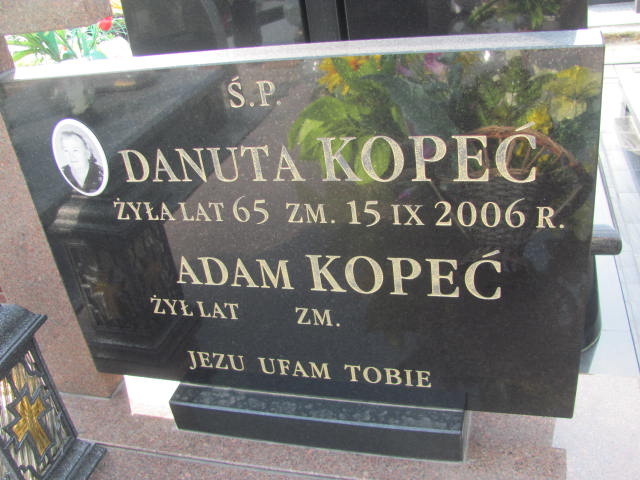 Ś.P.
DANUTA KOPEĆ
ŻYŁA LAT 65 ZM. 15 IX 2006 R.
ADAM KOPEĆ
ŻYŁ LAT ZM.
JEZU UFAM TOBIE